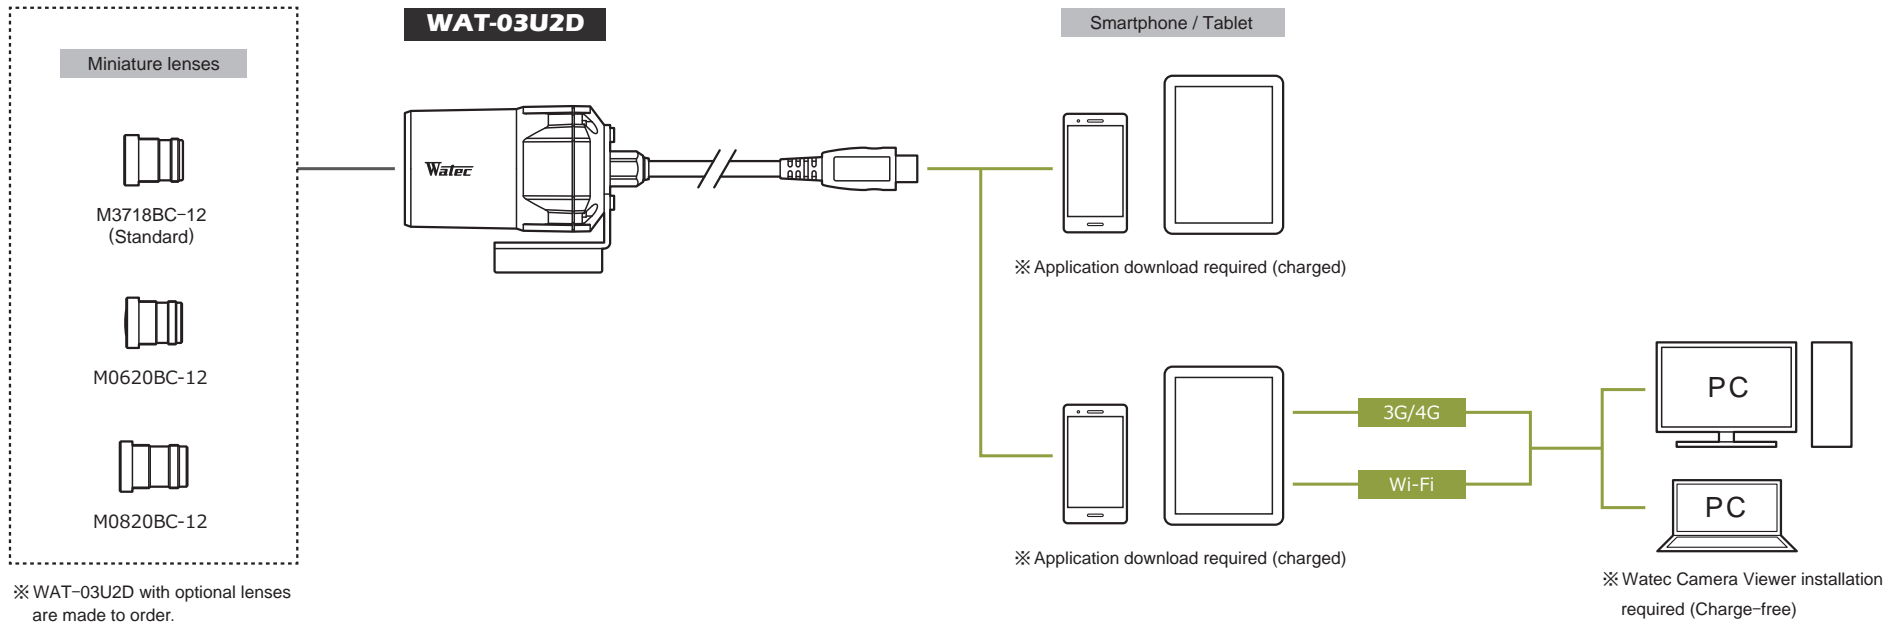 WAT-03U2D
Smartphone / Tablet
Miniature lenses
Watec
M3718BC-12
(Standard)
M0620BC-12
M0820BC-12
※ WAT-03U2D with optional lenses
are made to order.
※ Application download required (charged)
3G/4G
Wi-Fi
※ Application download required (charged)
PC
PC
※ Watec Camera Viewer installation
required (Charge-free)